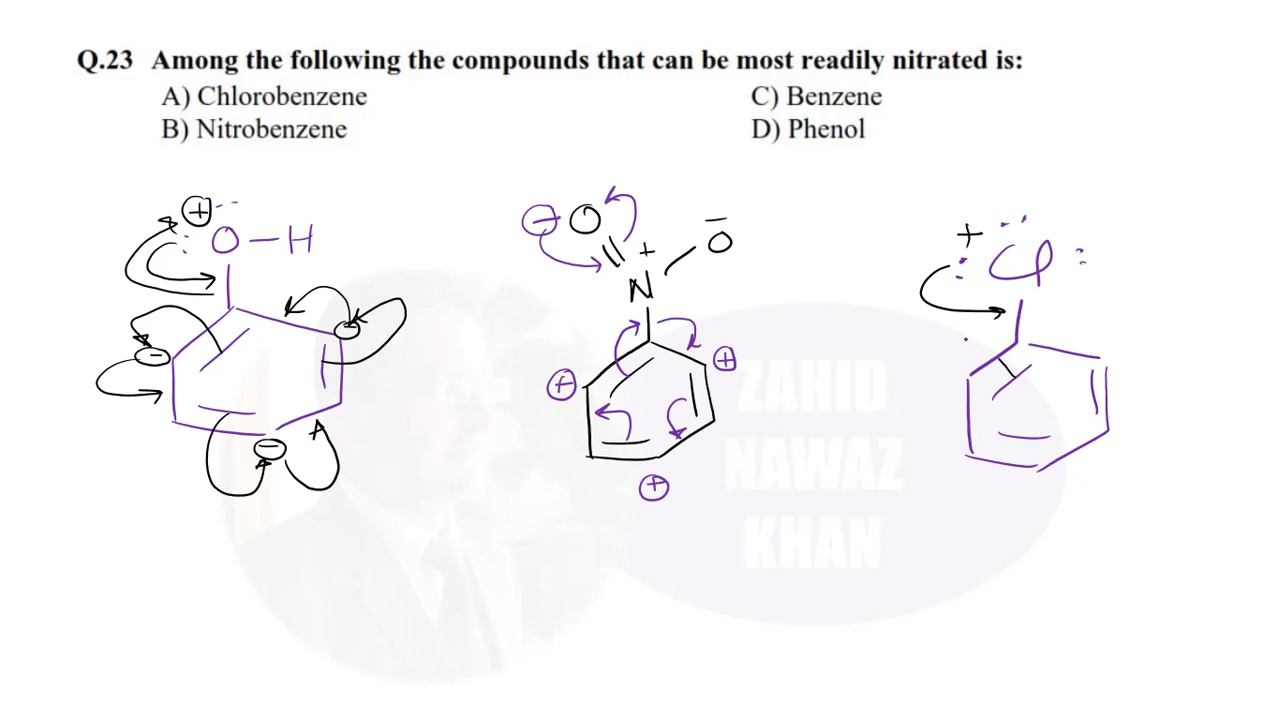 Q.23 Among the following the compounds that can be most readily nitrated is:
A) Chlorobenzene
C) Benzene
B) Nitrobenzene
D) Phenol
+
O – H
− O
+
Ō
N
+
Cl
−
−
−
+
+
+
ZAHID
NAWAZ
KHAN